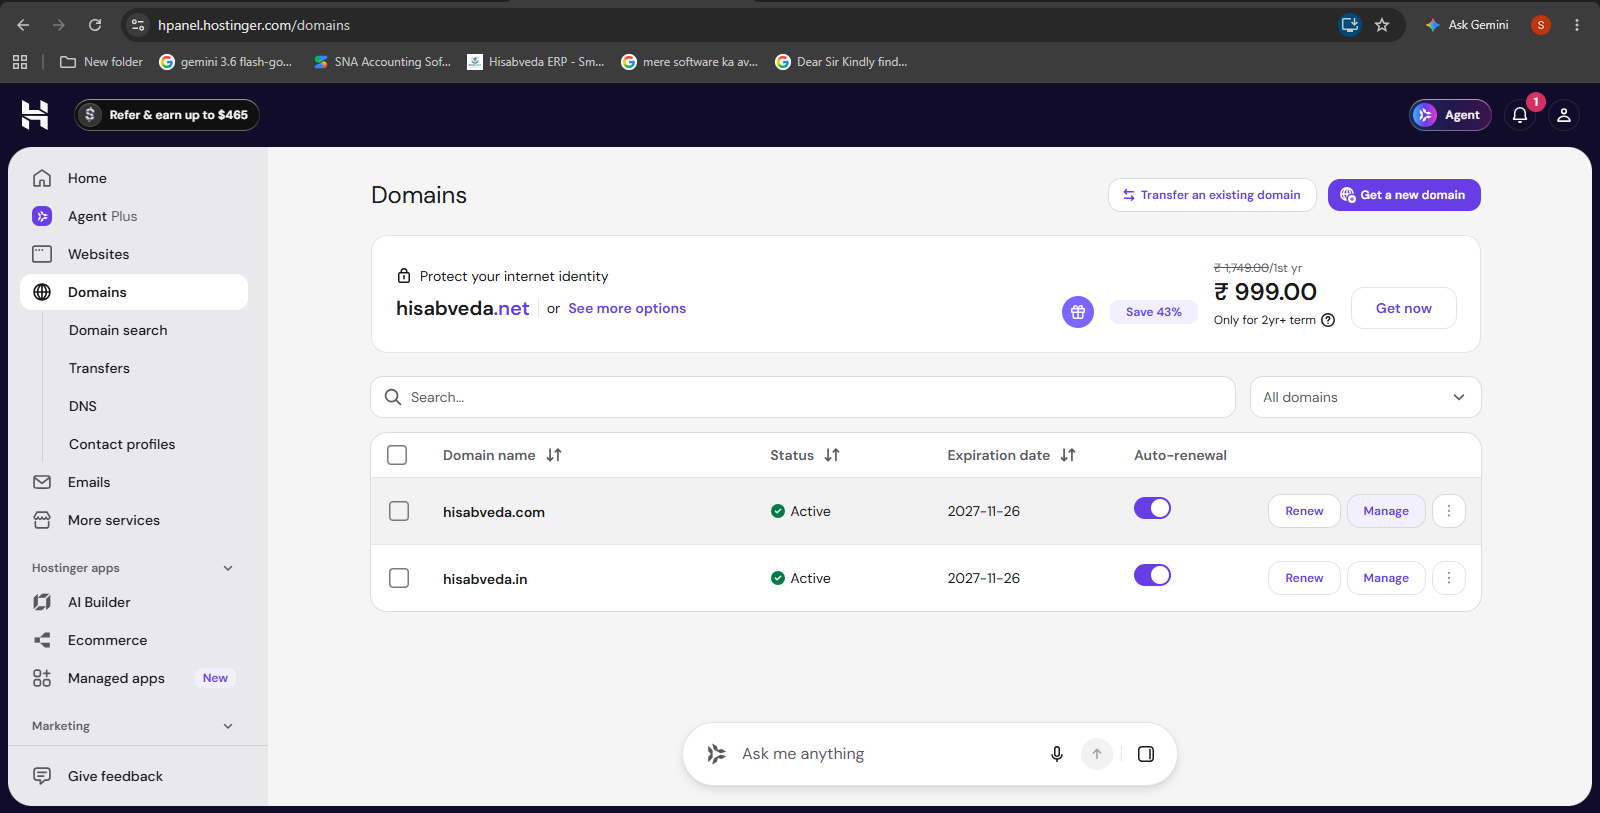 hpanel.hostinger.com/domains
Ask Gemini
S
New folder
gemini 3.6 flash-go...
SNA Accounting Sof...
Hisabveda ERP - Sm...
mere software ka av...
Dear Sir Kindly find...
Refer & earn up to $465
Agent
1
Home
Agent Plus
Websites
Domains
Domain search
Transfers
DNS
Contact profiles
Emails
More services
Hostinger apps
AI Builder
Ecommerce
Managed apps New
Marketing
Give feedback
Domains
Transfer an existing domain
Get a new domain
Protect your internet identity
hisabveda.net or See more options
Save 43%
₹ 1,749.00/1st yr
₹ 999.00
Only for 2yr+ term
Get now
Search...
All domains
Domain name Status Expiration date Auto-renewal
hisabveda.com Active 2027-11-26 Renew Manage
hisabveda.in Active 2027-11-26 Renew Manage
Ask me anything